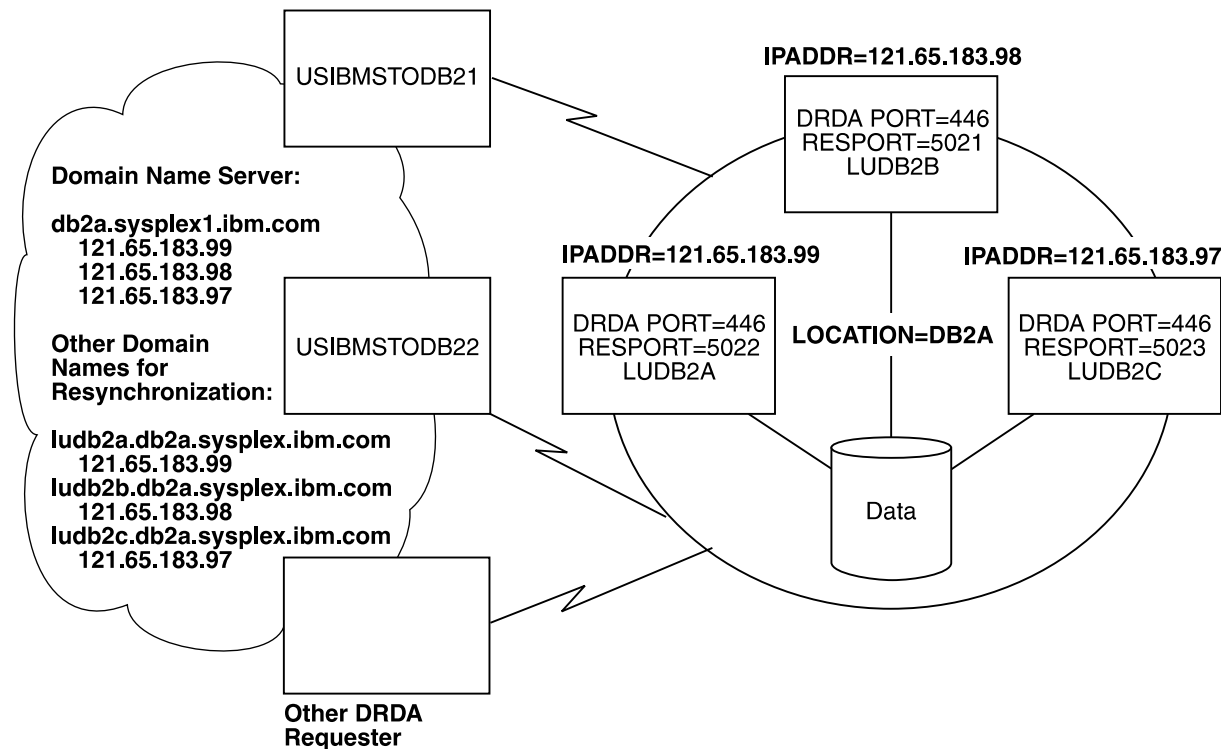 USIBMSTODB21
Domain Name Server:
db2a.sysplex1.ibm.com
121.65.183.99
121.65.183.98
121.65.183.97
USIBMSTODB22
Other Domain
Names for
Resynchronization:
ludb2a.db2a.sysplex.ibm.com
121.65.183.99
ludb2b.db2a.sysplex.ibm.com
121.65.183.98
ludb2c.db2a.sysplex.ibm.com
121.65.183.97
Other DRDA
Requester
IPADDR=121.65.183.98
DRDA PORT=446
RESPORT=5021
LUDB2B
IPADDR=121.65.183.99
DRDA PORT=446
RESPORT=5022
LUDB2A
LOCATION=DB2A
IPADDR=121.65.183.97
DRDA PORT=446
RESPORT=5023
LUDB2C
Data